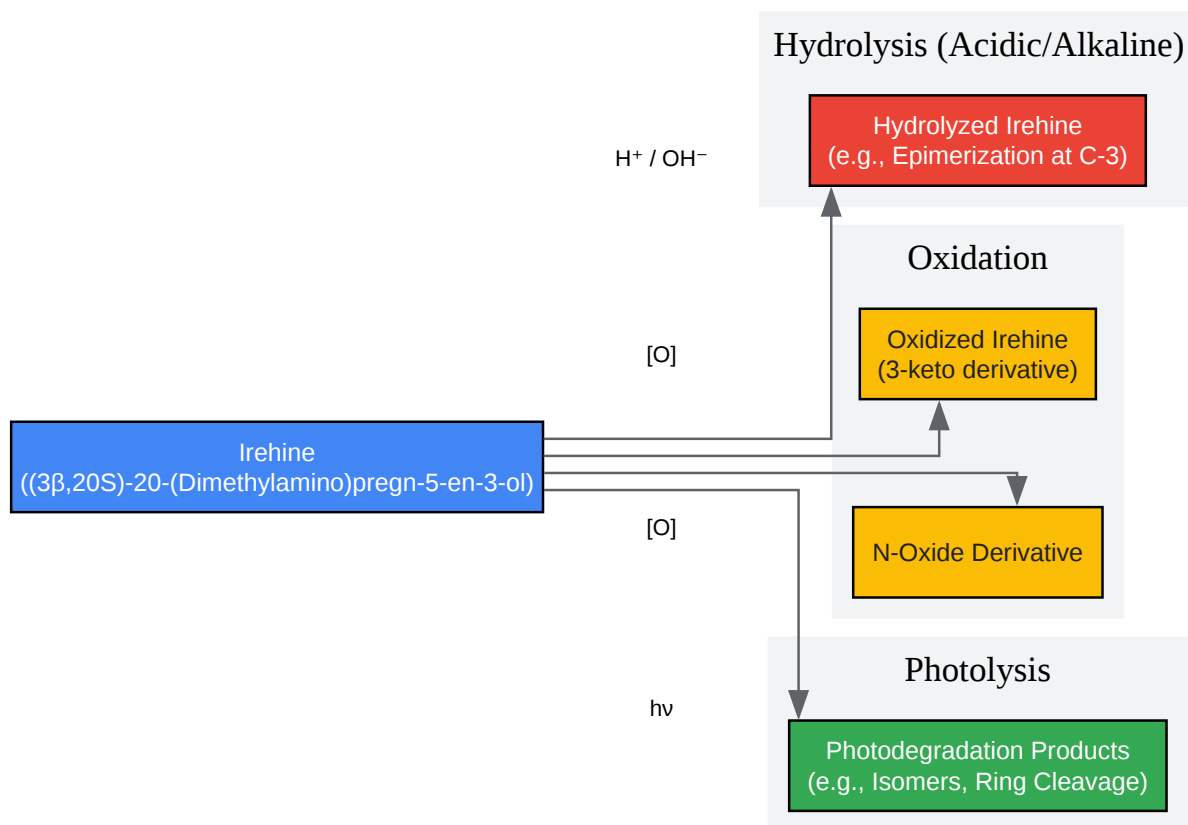 Hydrolysis (Acidic/Alkaline)
Hydrolyzed Irehine
(e.g., Epimerization at C-3)
H⁺ / OH⁻
Oxidation
Oxidized Irehine
(3-keto derivative)
[O]
Irehine
((3β,20S)-20-(Dimethylamino)pregn-5-en-3-ol)
[O]
N-Oxide Derivative
Photolysis
hν
Photodegradation Products
(e.g., Isomers, Ring Cleavage)